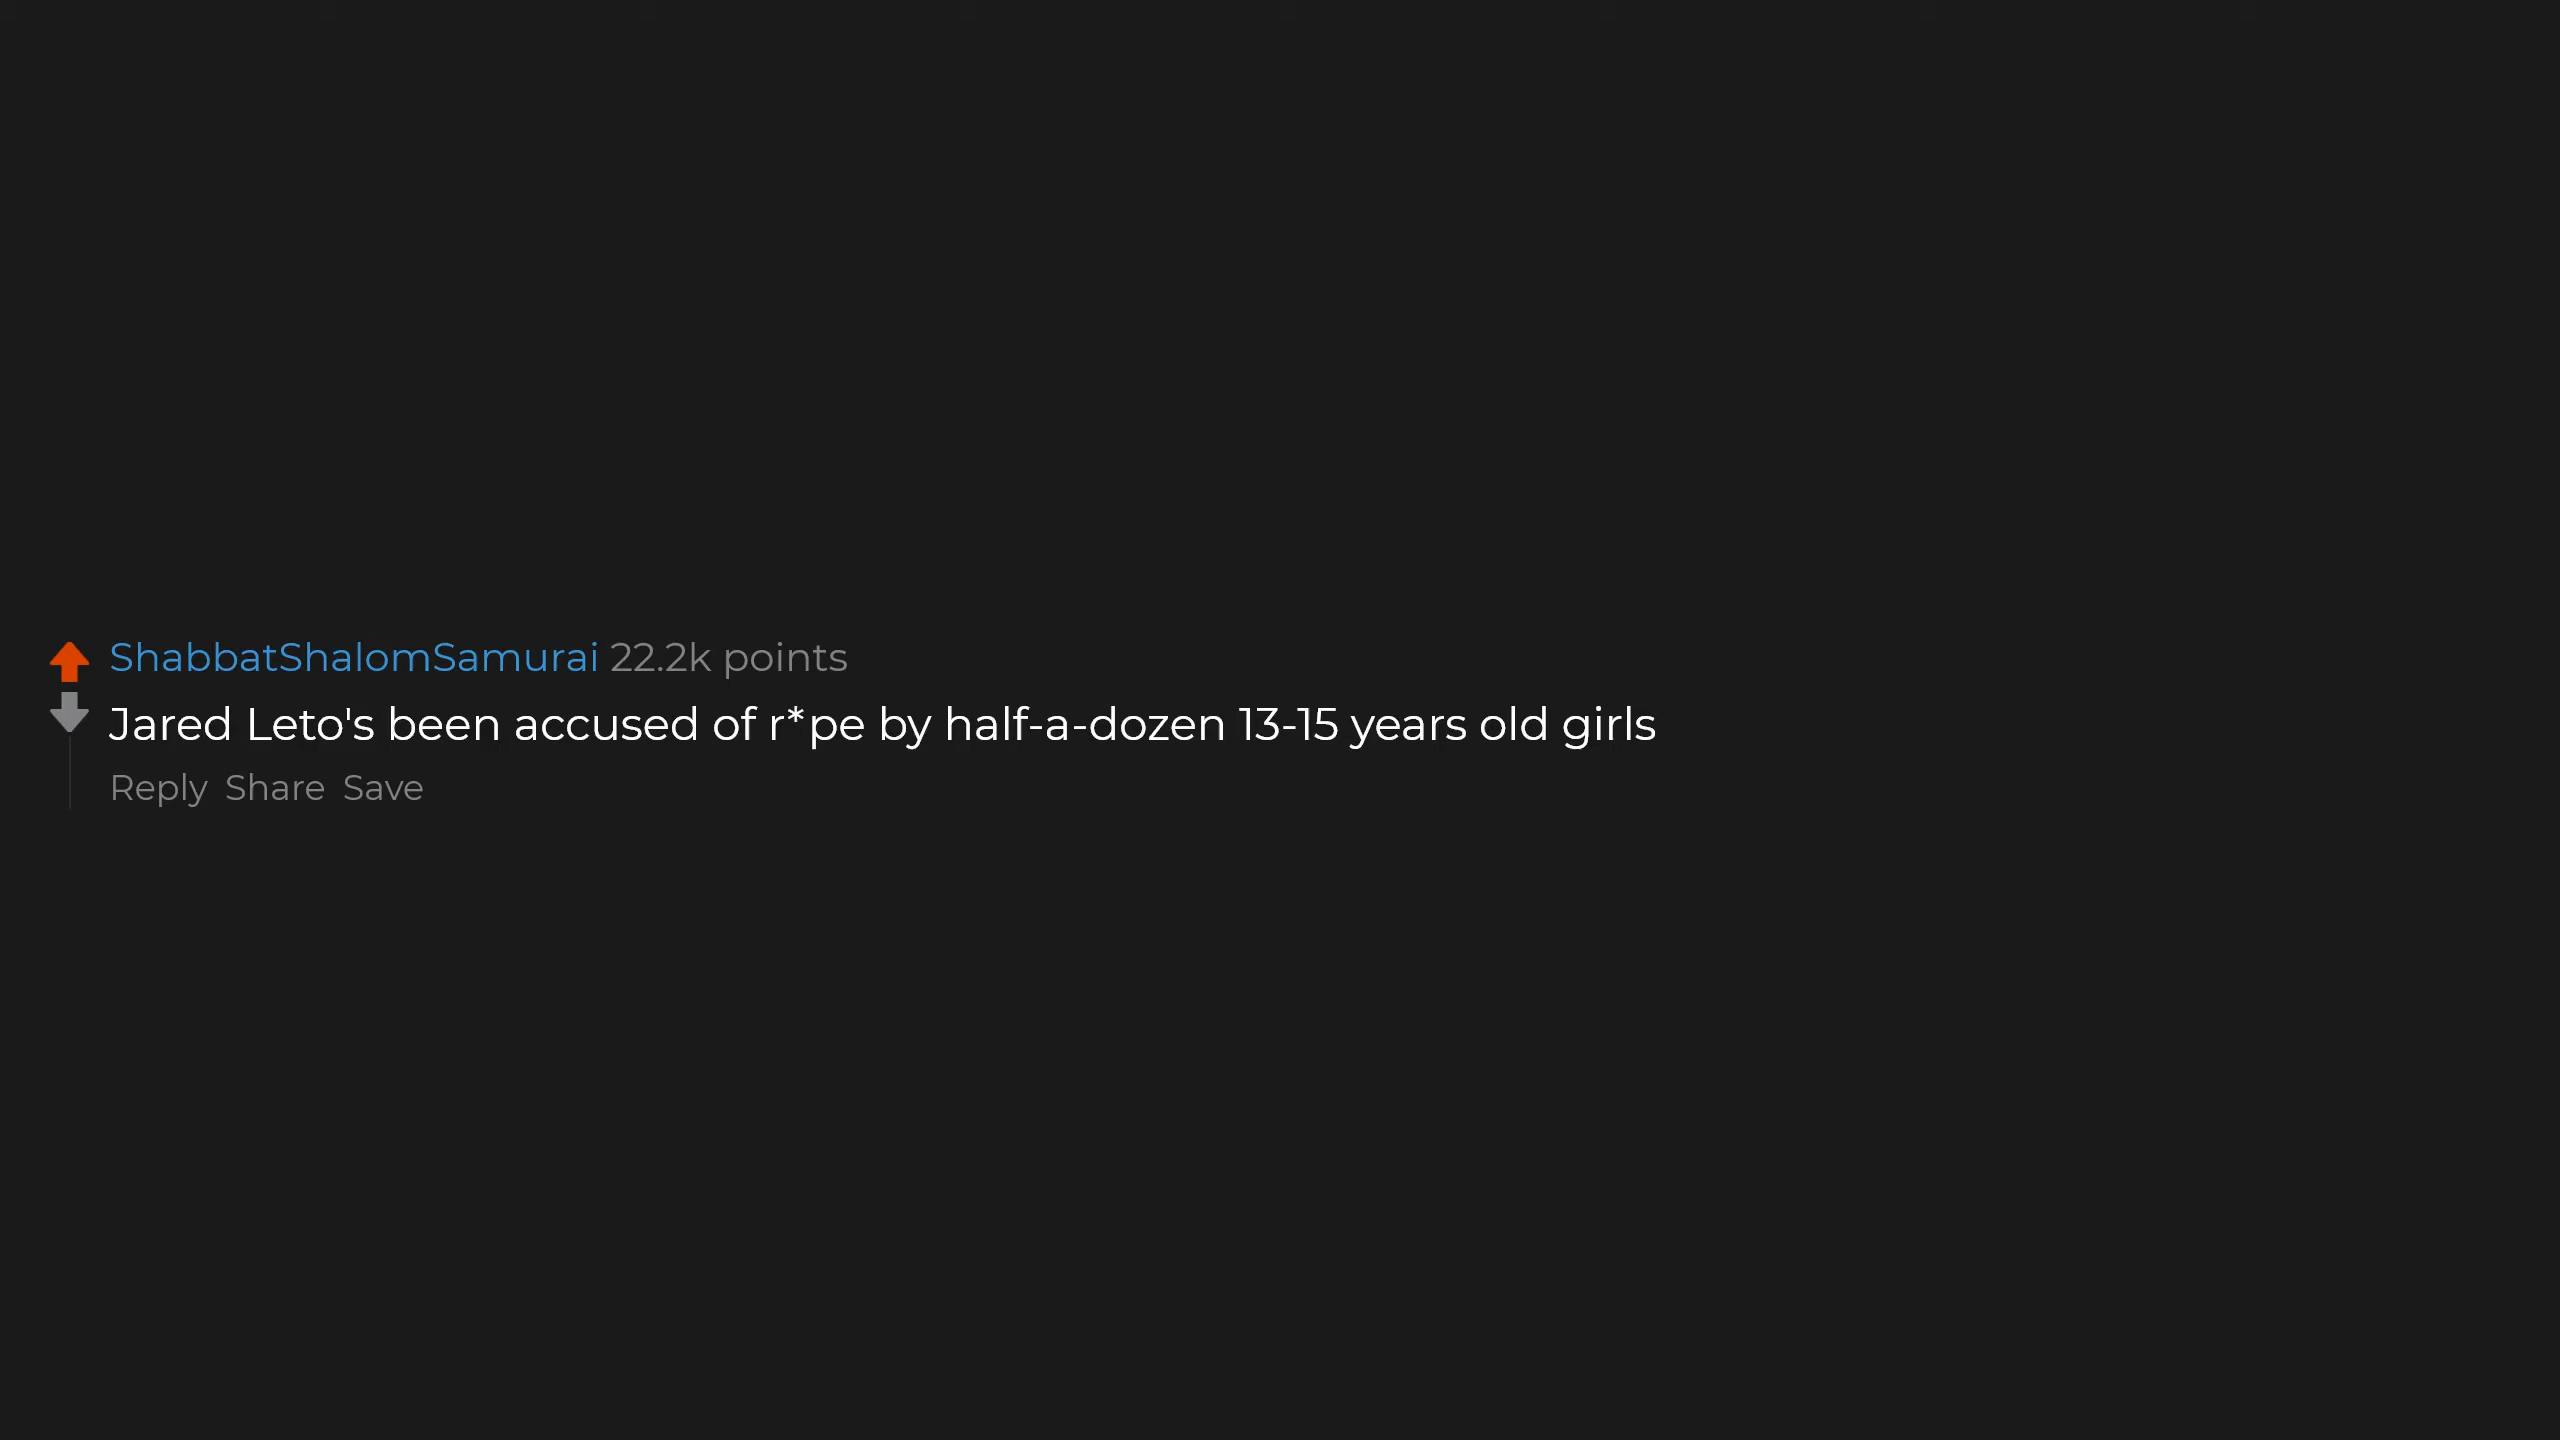 ShabbatShalomSamurai 22.2k points
Jared Leto's been accused of r*pe by half-a-dozen 13-15 years old girls
Reply Share Save